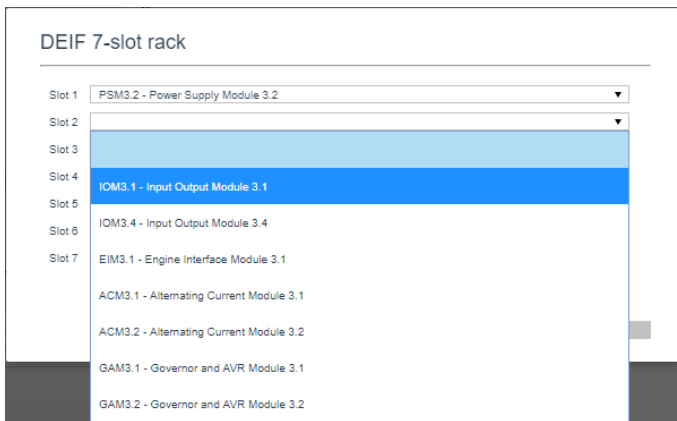 DEIF 7-slot rack
Slot 1 PSM3.2 - Power Supply Module 3.2
Slot 2
Slot 3
Slot 4 IOM3.1 - Input Output Module 3.1
Slot 5
Slot 6 IOM3.4 - Input Output Module 3.4
Slot 7 EIM3.1 - Engine Interface Module 3.1
ACM3.1 - Alternating Current Module 3.1
ACM3.2 - Alternating Current Module 3.2
GAM3.1 - Governor and AVR Module 3.1
GAM3.2 - Governor and AVR Module 3.2